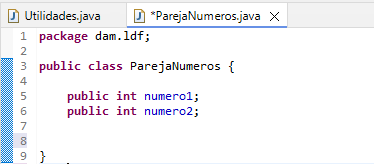 Utilidades.java
*ParejaNumeros.java
1 package dam.ldf;
2
3 public class ParejaNumeros {
4
5 public int numero1;
6 public int numero2;
7
8
9 }